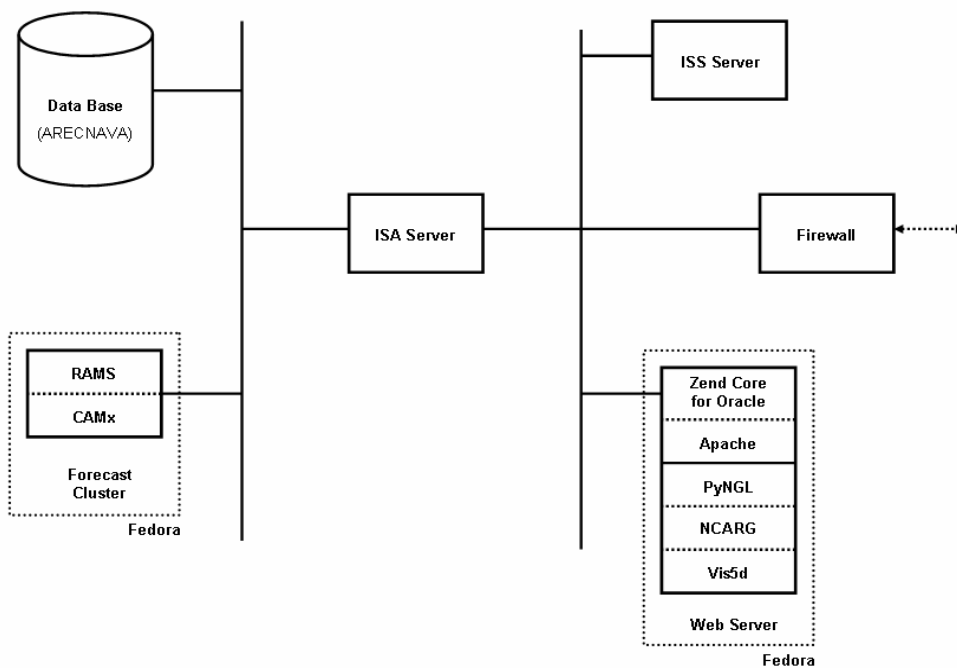 Data Base
(ARECNAVA)
ISS Server
ISA Server
Firewall
RAMS
CAMx
Forecast
Cluster
Fedora
Zend Core
for Oracle
Apache
PyNGL
NCARG
Vis5d
Web Server
Fedora